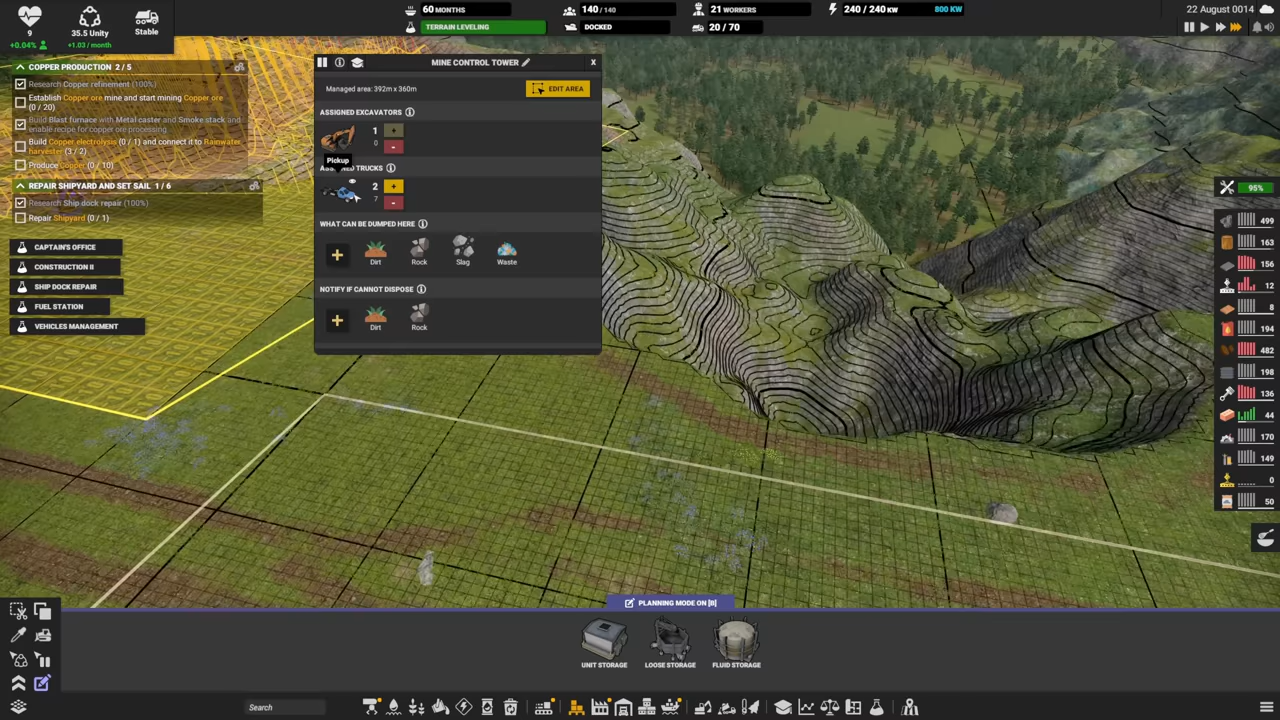 60 MONTHS
140 / 140
21 WORKERS
240 / 240 KW
800 KW
22 August 0014
9
35.5 Unity
Stable
+0.04%
+1.03 / month
TERRAIN LEVELING
DOCKED
20 / 70
COPPER PRODUCTION 2 / 5
Research Copper refinement (100%)
Establish Copper ore mine and start mining Copper ore
(0 / 20)
Build Blast furnace with Metal caster and Smoke stack and
enable recipe for copper ore processing
Build Copper electrolysis (0 / 1) and connect it to Rainwater
harvester (3 / 2)
Produce Copper (0 / 10)
REPAIR SHIPYARD AND SET SAIL 1 / 6
Research Ship dock repair (100%)
Repair Shipyard (0 / 1)
CAPTAIN'S OFFICE
CONSTRUCTION II
SHIP DOCK REPAIR
FUEL STATION
VEHICLES MANAGEMENT
MINE CONTROL TOWER
x
Managed area: 392m x 360m
EDIT AREA
ASSIGNED EXCAVATORS
1
0
+
-
Pickup
TRUCKS
2
7
+
-
WHAT CAN BE DUMPED HERE
+
Dirt
Rock
Slag
Waste
NOTIFY IF CANNOT DISPOSE
+
Dirt
Rock
95%
499
163
156
12
8
194
482
198
136
44
170
149
0
50
PLANNING MODE ON [B]
UNIT STORAGE
LOOSE STORAGE
FLUID STORAGE
Search